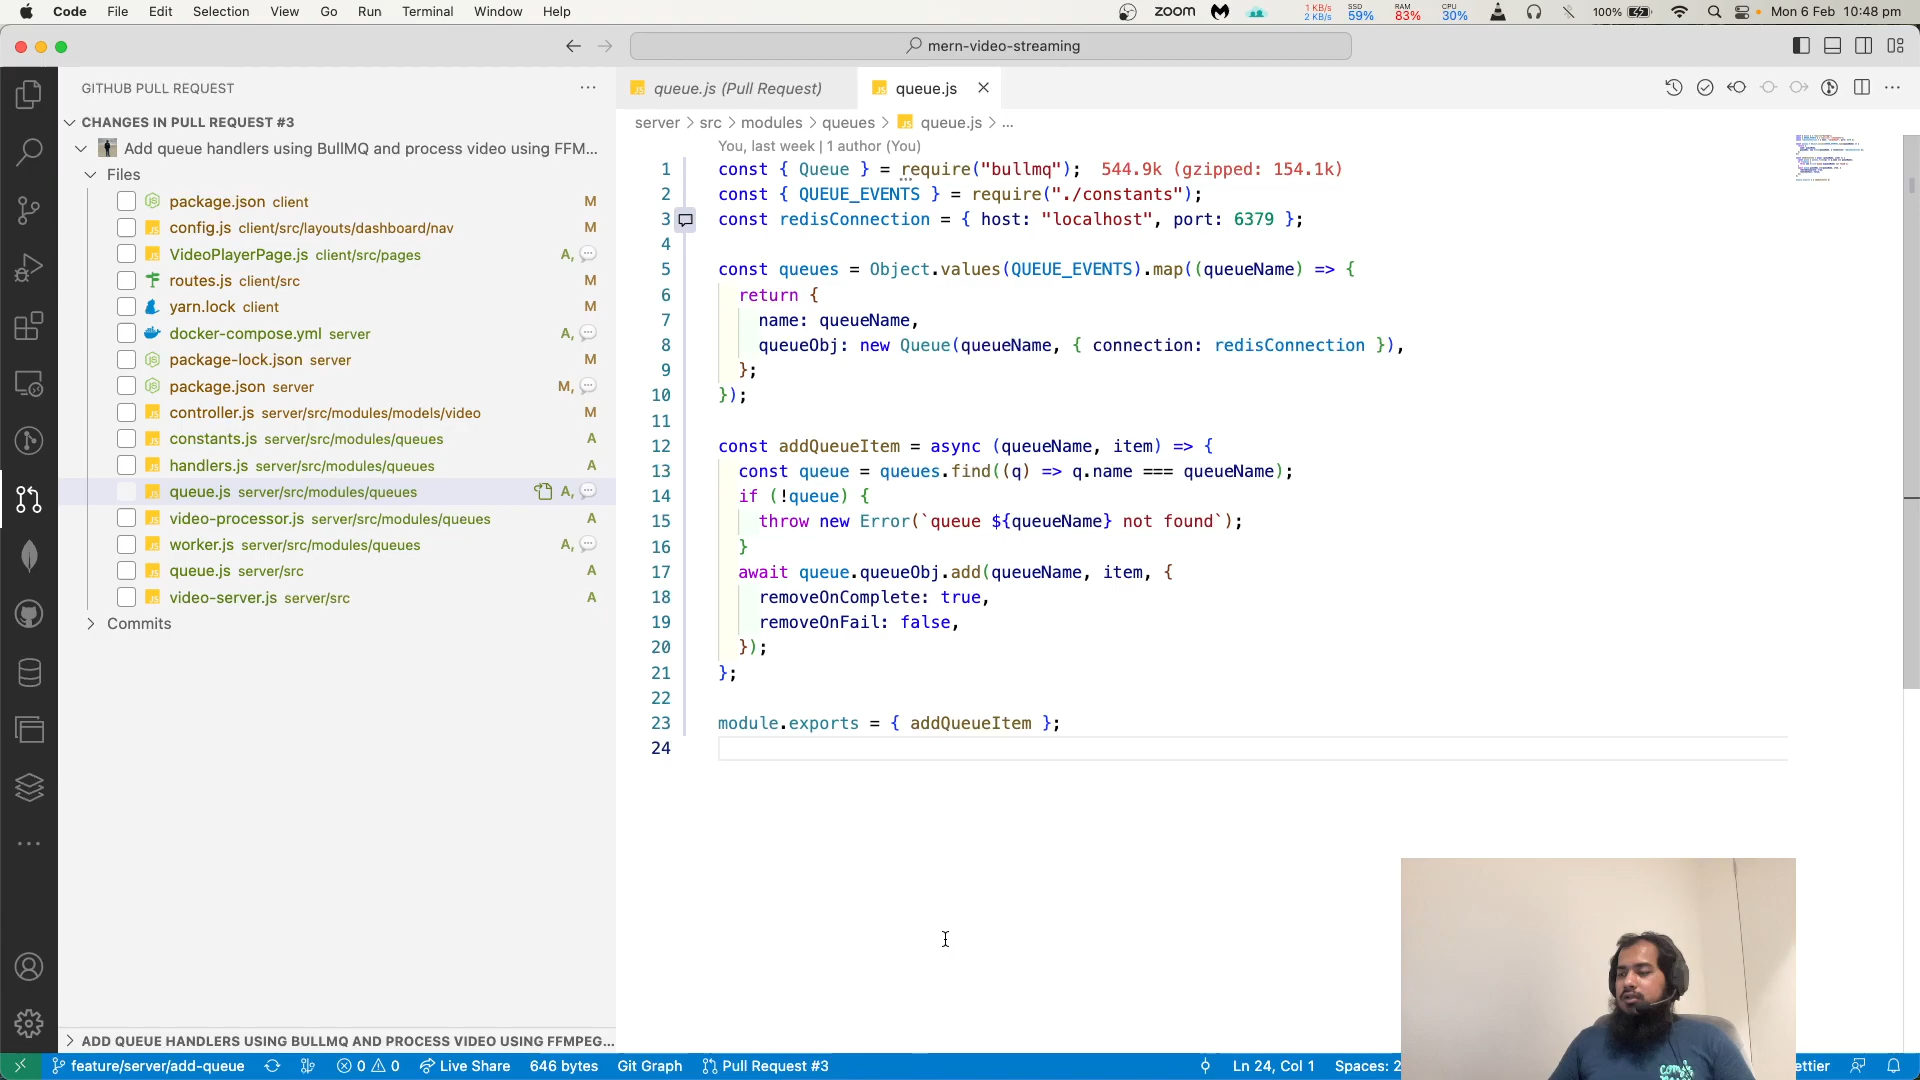 Code File Edit Selection View Go Run Terminal Window Help zoom 1 KB/s 2 KB/s SSD 59% RAM 83% CPU 30% 100% Mon 6 Feb 10:48 pm
mern-video-streaming
GITHUB PULL REQUEST
queue.js (Pull Request) queue.js
CHANGES IN PULL REQUEST #3
server > src > modules > queues > queue.js > ...
Add queue handlers using BullMQ and process video using FFM...
Files
package.json client M
config.js client/src/layouts/dashboard/nav M
VideoPlayerPage.js client/src/pages A,
routes.js client/src M
yarn.lock client M
docker-compose.yml server A,
package-lock.json server M
package.json server M,
controller.js server/src/modules/models/video M
constants.js server/src/modules/queues A
handlers.js server/src/modules/queues A
queue.js server/src/modules/queues A,
video-processor.js server/src/modules/queues A
worker.js server/src/modules/queues A,
queue.js server/src A
video-server.js server/src A
Commits
You, last week | 1 author (You)
1 const { Queue } = require("bullmq"); 544.9k (gzipped: 154.1k)
2 const { QUEUE_EVENTS } = require("./constants");
3 const redisConnection = { host: "localhost", port: 6379 };
4
5 const queues = Object.values(QUEUE_EVENTS).map((queueName) => {
6 return {
7 name: queueName,
8 queueObj: new Queue(queueName, { connection: redisConnection }),
9 };
10 });
11
12 const addQueueItem = async (queueName, item) => {
13 const queue = queues.find((q) => q.name === queueName);
14 if (!queue) {
15 throw new Error(`queue ${queueName} not found`);
16 }
17 await queue.queueObj.add(queueName, item, {
18 removeOnComplete: true,
19 removeOnFail: false,
20 });
21 };
22
23 module.exports = { addQueueItem };
24
ADD QUEUE HANDLERS USING BULLMQ AND PROCESS VIDEO USING FFMPEG...
feature/server/add-queue 0 0 Live Share 646 bytes Git Graph Pull Request #3 Ln 24, Col 1 Spaces: 2 ettier